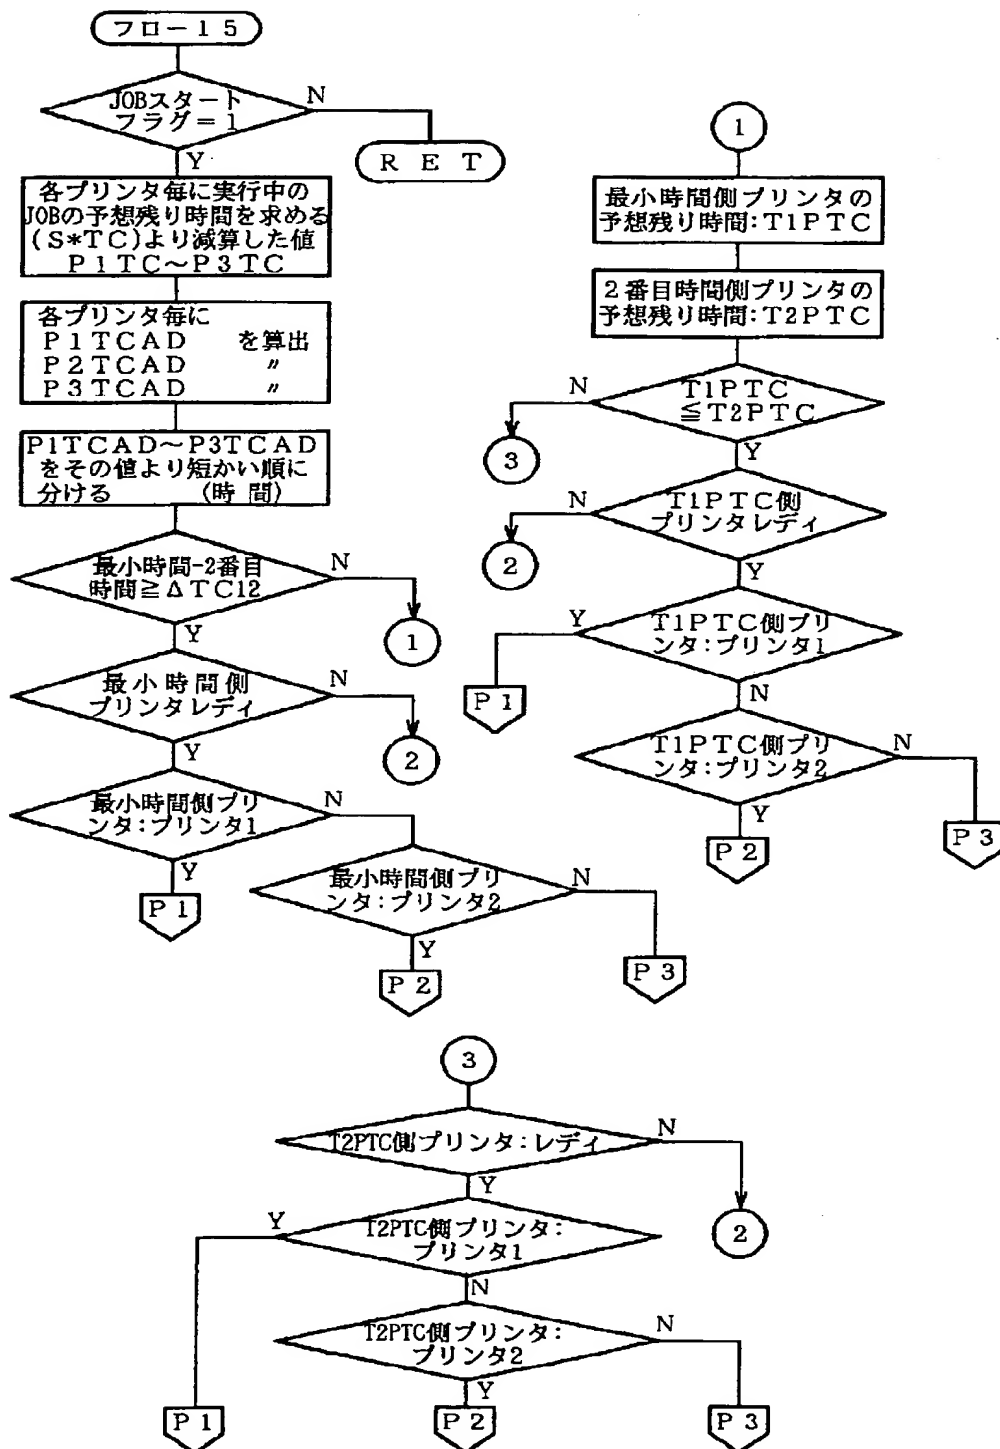 フロー−15
JOBスタート
フラグ=1
N
Y
RET
各プリンタ毎に実行中の
JOBの予想残り時間を求める
(S*TC)より減算した値
P1TC〜P3TC
各プリンタ毎に
P1TCAD を算出
P2TCAD 〃
P3TCAD 〃
P1TCAD〜P3TCAD
をその値より短かい順に
分ける (時間)
最小時間-2番目
時間≧ΔTC12
N
1
Y
最小時間側
プリンタレディ
N
2
Y
最小時間側プリ
ンタ:プリンタ1
N
Y
P1
最小時間側プリ
ンタ:プリンタ2
N
Y
P2
P3
1
最小時間側プリンタの
予想残り時間:T1PTC
2番目時間側プリンタの
予想残り時間:T2PTC
T1PTC
≦T2PTC
N
3
Y
T1PTC側
プリンタレディ
N
2
Y
T1PTC側プリ
ンタ:プリンタ1
Y
P1
N
T1PTC側プリ
ンタ:プリンタ2
N
Y
P2
P3
3
T2PTC側プリンタ:レディ
N
2
Y
T2PTC側プリンタ:
プリンタ1
Y
N
T2PTC側プリンタ:
プリンタ2
N
Y
P1
P2
P3